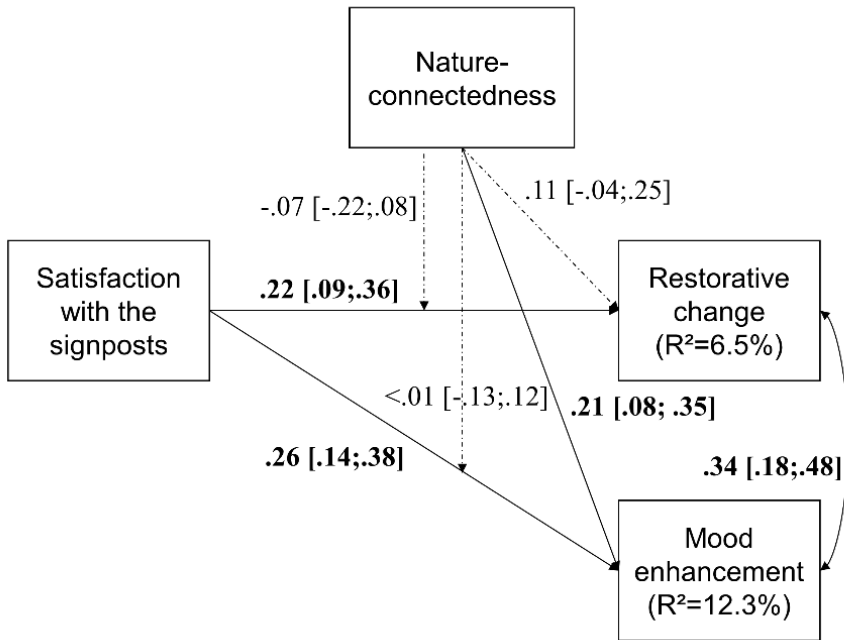 Nature-
connectedness
-.07 [-.22;.08]
.11 [-.04;.25]
Satisfaction
with the
signposts
.22 [.09;.36]
Restorative
change
(R²=6.5%)
<.01 [-.13;.12]
.21 [.08; .35]
.26 [.14;.38]
.34 [.18;.48]
Mood
enhancement
(R²=12.3%)